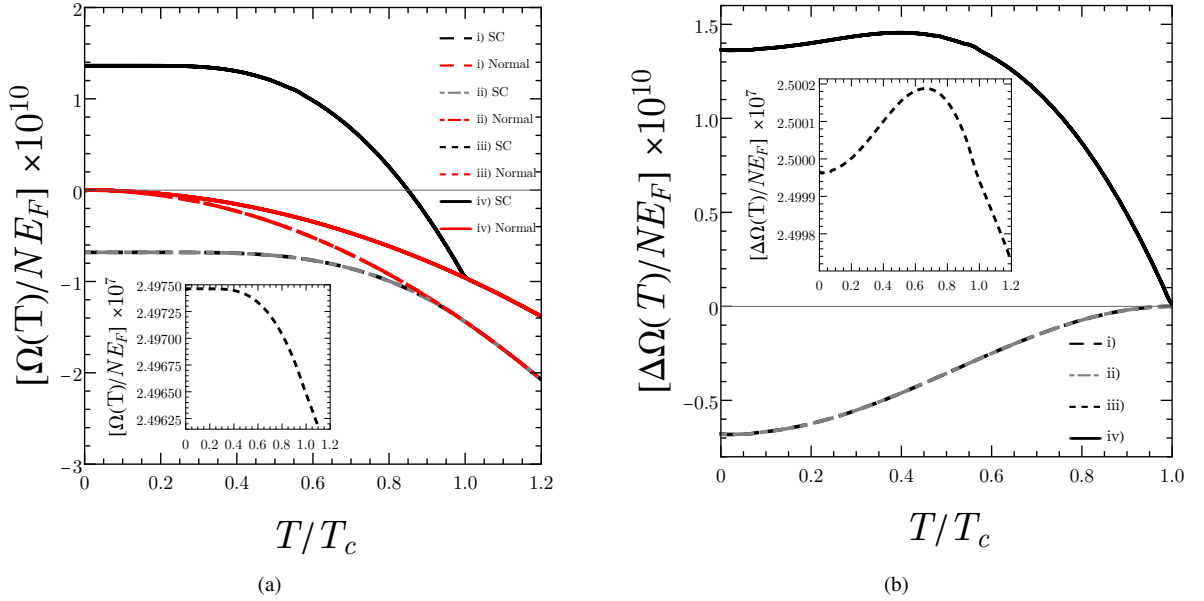 [Ω(T)/NE_F] ×10^10
2
1
0
−1
−2
−3
i) SC
i) Normal
ii) SC
ii) Normal
iii) SC
iii) Normal
iv) SC
iv) Normal
[Ω(T)/NE_F] ×10^7
2.49750
2.49700
2.49675
2.49650
2.49625
0 0.2 0.4 0.6 0.8 1.0 1.2
0 0.2 0.4 0.6 0.8 1.0 1.2
T/T_c
(a)
[ΔΩ(T)/NE_F] ×10^10
1.5
1.0
0.5
0
−0.5
[ΔΩ(T)/NE_F] ×10^7
2.5002
2.5001
2.5000
2.4999
2.4998
0 0.2 0.4 0.6 0.8 1.0 1.2
i)
ii)
iii)
iv)
0 0.2 0.4 0.6 0.8 1.0
T/T_c
(b)